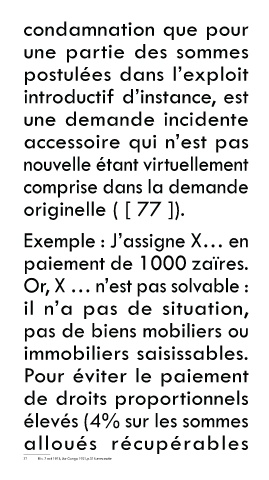 condamnation que pour
une partie des sommes
postulées dans l'exploit
introductif d'instance, est
une demande incidente
accessoire qui n'est pas
nouvelle étant virtuellement
comprise dans la demande
originelle ( [ 77 ]).
Exemple : J'assigne X… en
paiement de 1000 zaïres.
Or, X … n'est pas solvable :
il n'a pas de situation,
pas de biens mobiliers ou
immobiliers saisissables.
Pour éviter le paiement
de droits proportionnels
élevés (4% sur les sommes
alloués récupérables
77